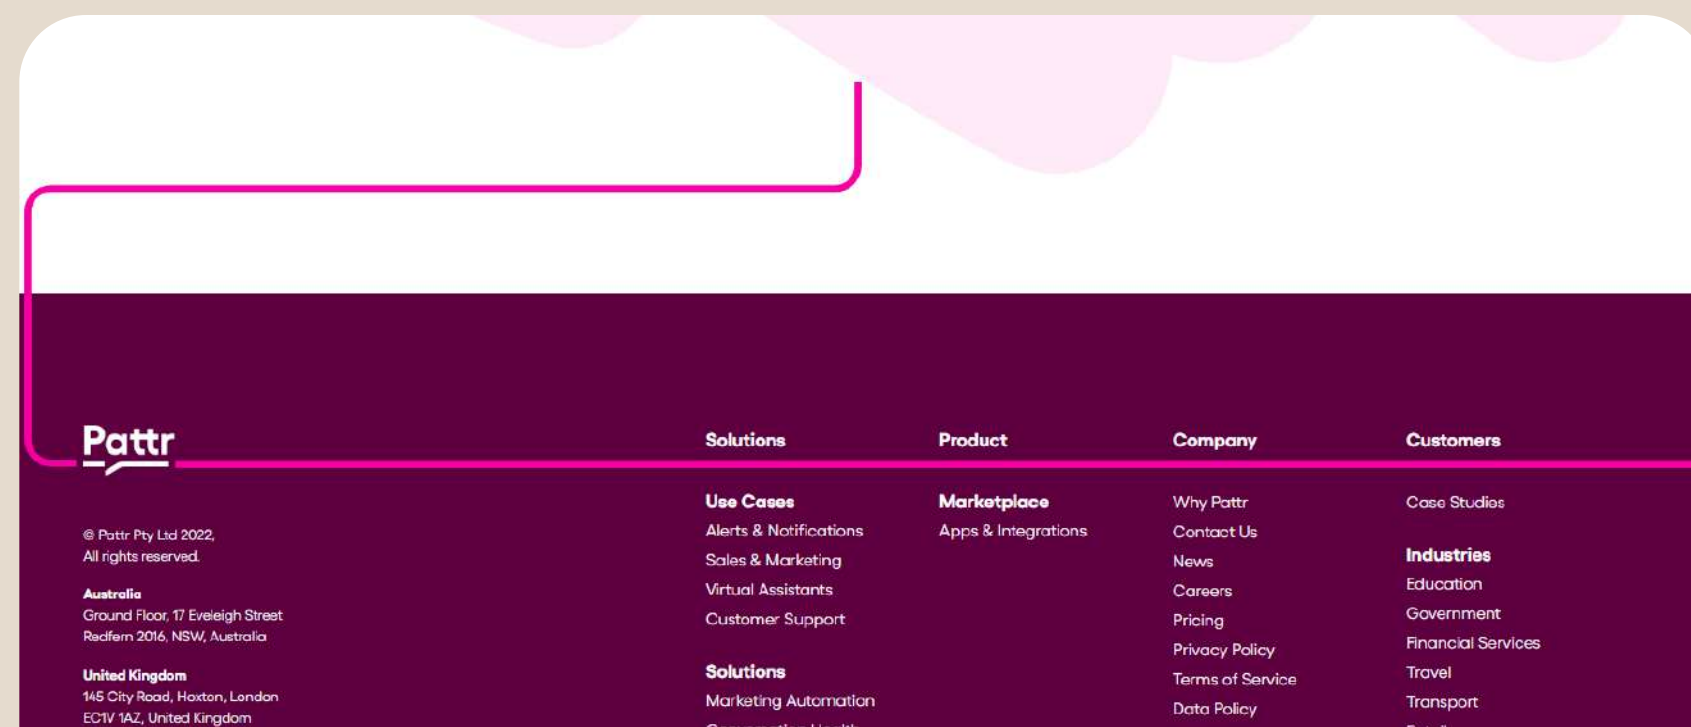 Pattr
© Pattr Pty Ltd 2022,
All rights reserved.
Australia
Ground Floor, 17 Eveleigh Street
Redfern 2016, NSW, Australia
United Kingdom
145 City Road, Hoxton, London
EC1V 1AZ, United Kingdom
Solutions
Use Cases
Alerts & Notifications
Sales & Marketing
Virtual Assistants
Customer Support
Solutions
Marketing Automation
Product
Marketplace
Apps & Integrations
Company
Why Pattr
Contact Us
News
Careers
Pricing
Privacy Policy
Terms of Service
Data Policy
Customers
Case Studies
Industries
Education
Government
Financial Services
Travel
Transport